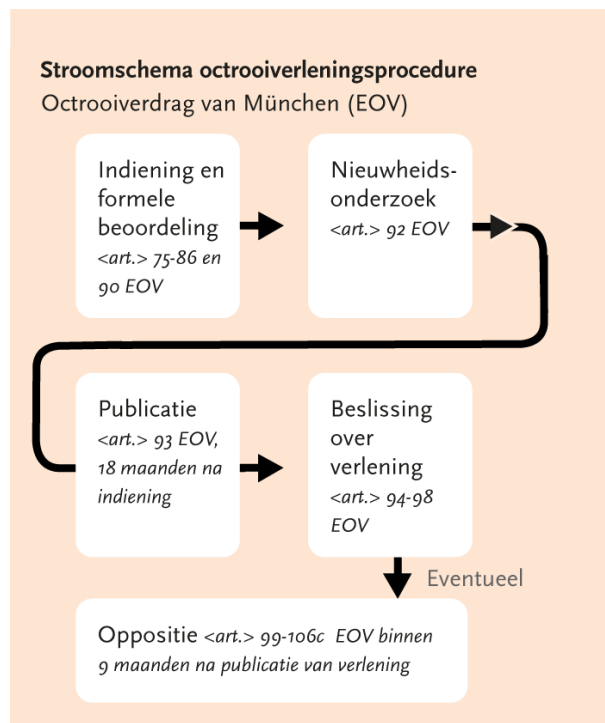 Stroomschema octrooiverleningsprocedure
Octrooiverdrag van München (EOV)
Indiening en
formele
beoordeling
<art.> 75-86 en
90 EOV
Nieuwheids-
onderzoek
<art.> 92 EOV
Publicatie
<art.> 93 EOV,
18 maanden na
indiening
Beslissing
over
verlening
<art.> 94-98
EOV
Eventueel
Oppositie <art.> 99-106c EOV binnen
9 maanden na publicatie van verlening